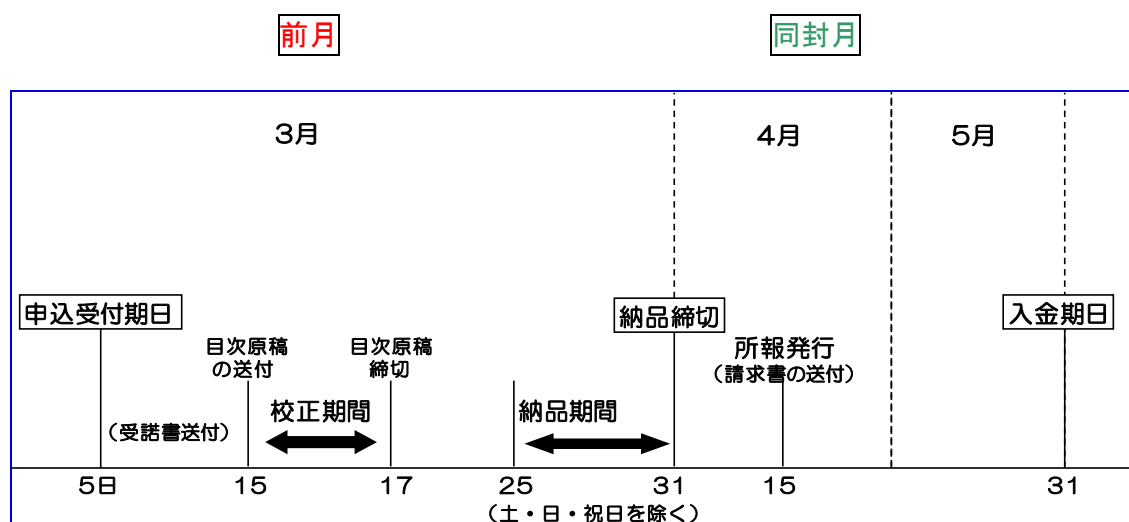 前月
同封月
3月
4月
5月
申込受付期日
納品締切
入金期日
目次原稿
の送付
目次原稿
締切
所報発行
(請求書の送付)
校正期間
納品期間
(受諾書送付)
5日
15
17
25
31
15
31
(土・日・祝日を除く)